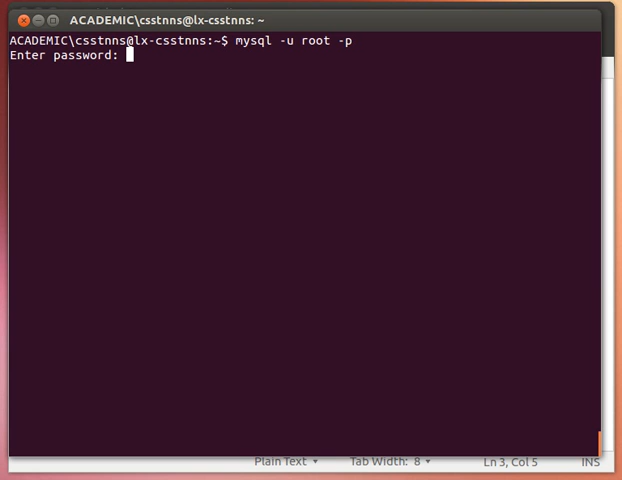 ACADEMIC\csstnns@lx-csstnns: ~
ACADEMIC\csstnns@lx-csstnns:~$ mysql -u root -p
Enter password:
Plain Text Tab Width: 8 Ln 3, Col 5 INS